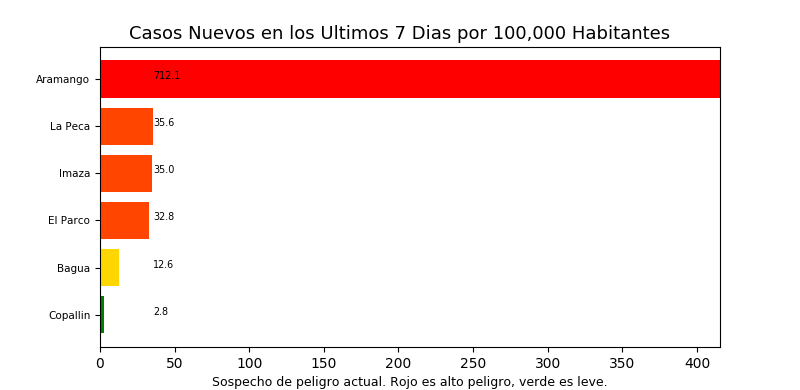 Casos Nuevos en los Ultimos 7 Dias por 100,000 Habitantes
Aramango 712.1
La Peca 35.6
Imaza 35.0
El Parco 32.8
Bagua 12.6
Copallin 2.8
0 50 100 150 200 250 300 350 400
Sospecho de peligro actual. Rojo es alto peligro, verde es leve.